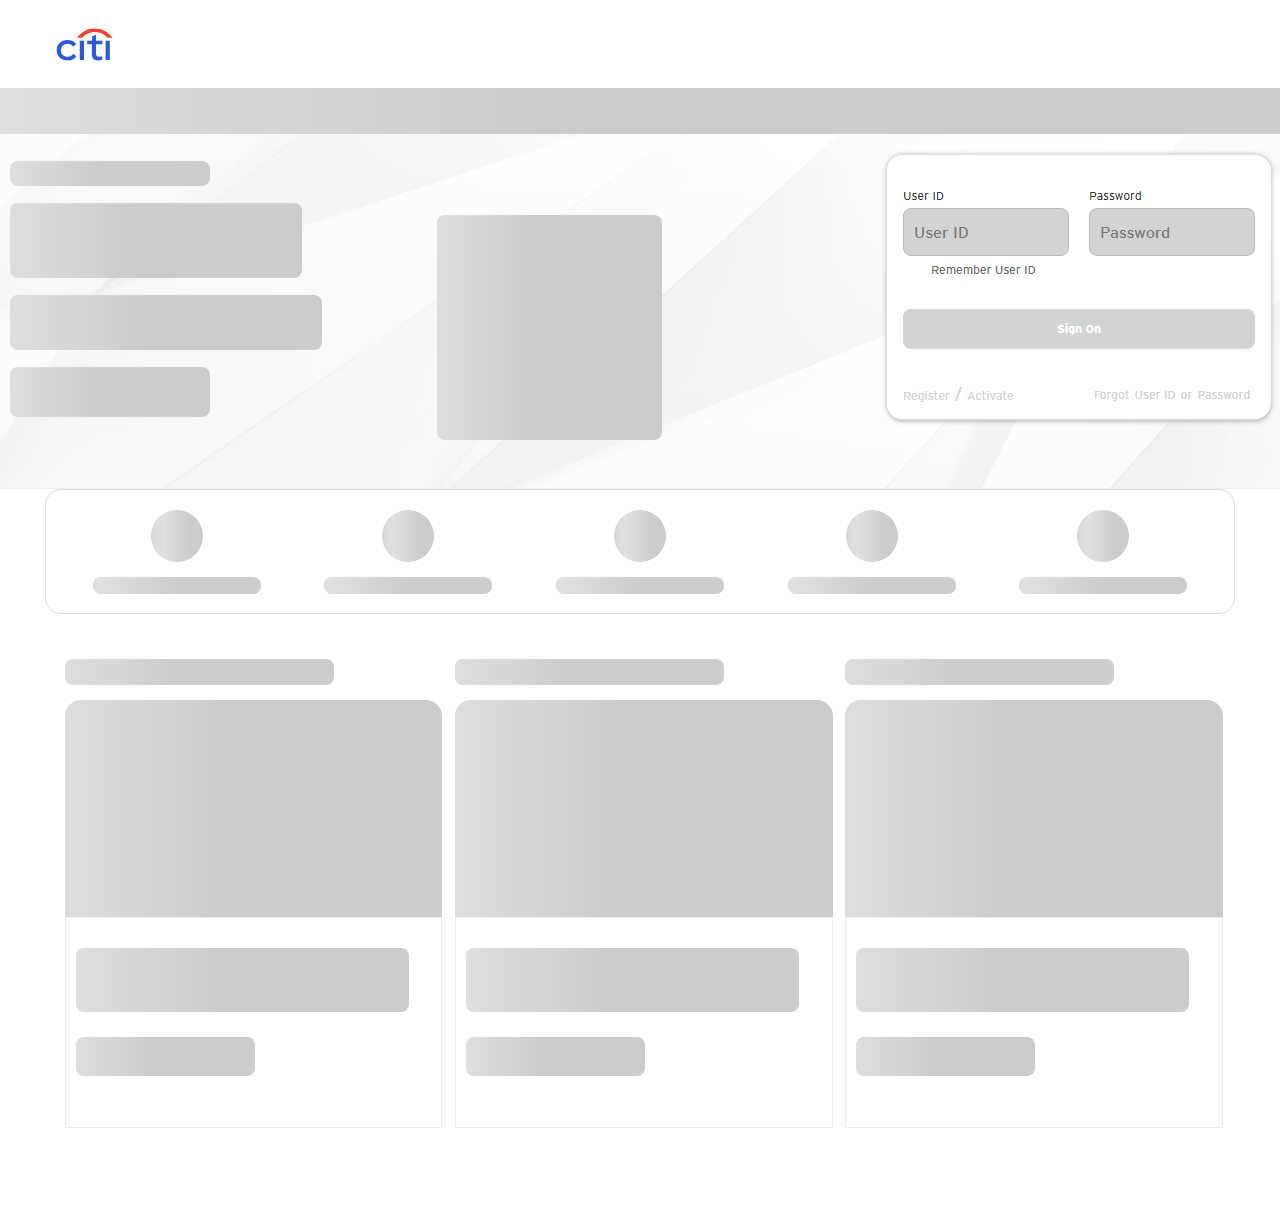 citi
User ID
Password
User ID
Password
Remember User ID
Sign On
Register / Activate
Forgot User ID or Password